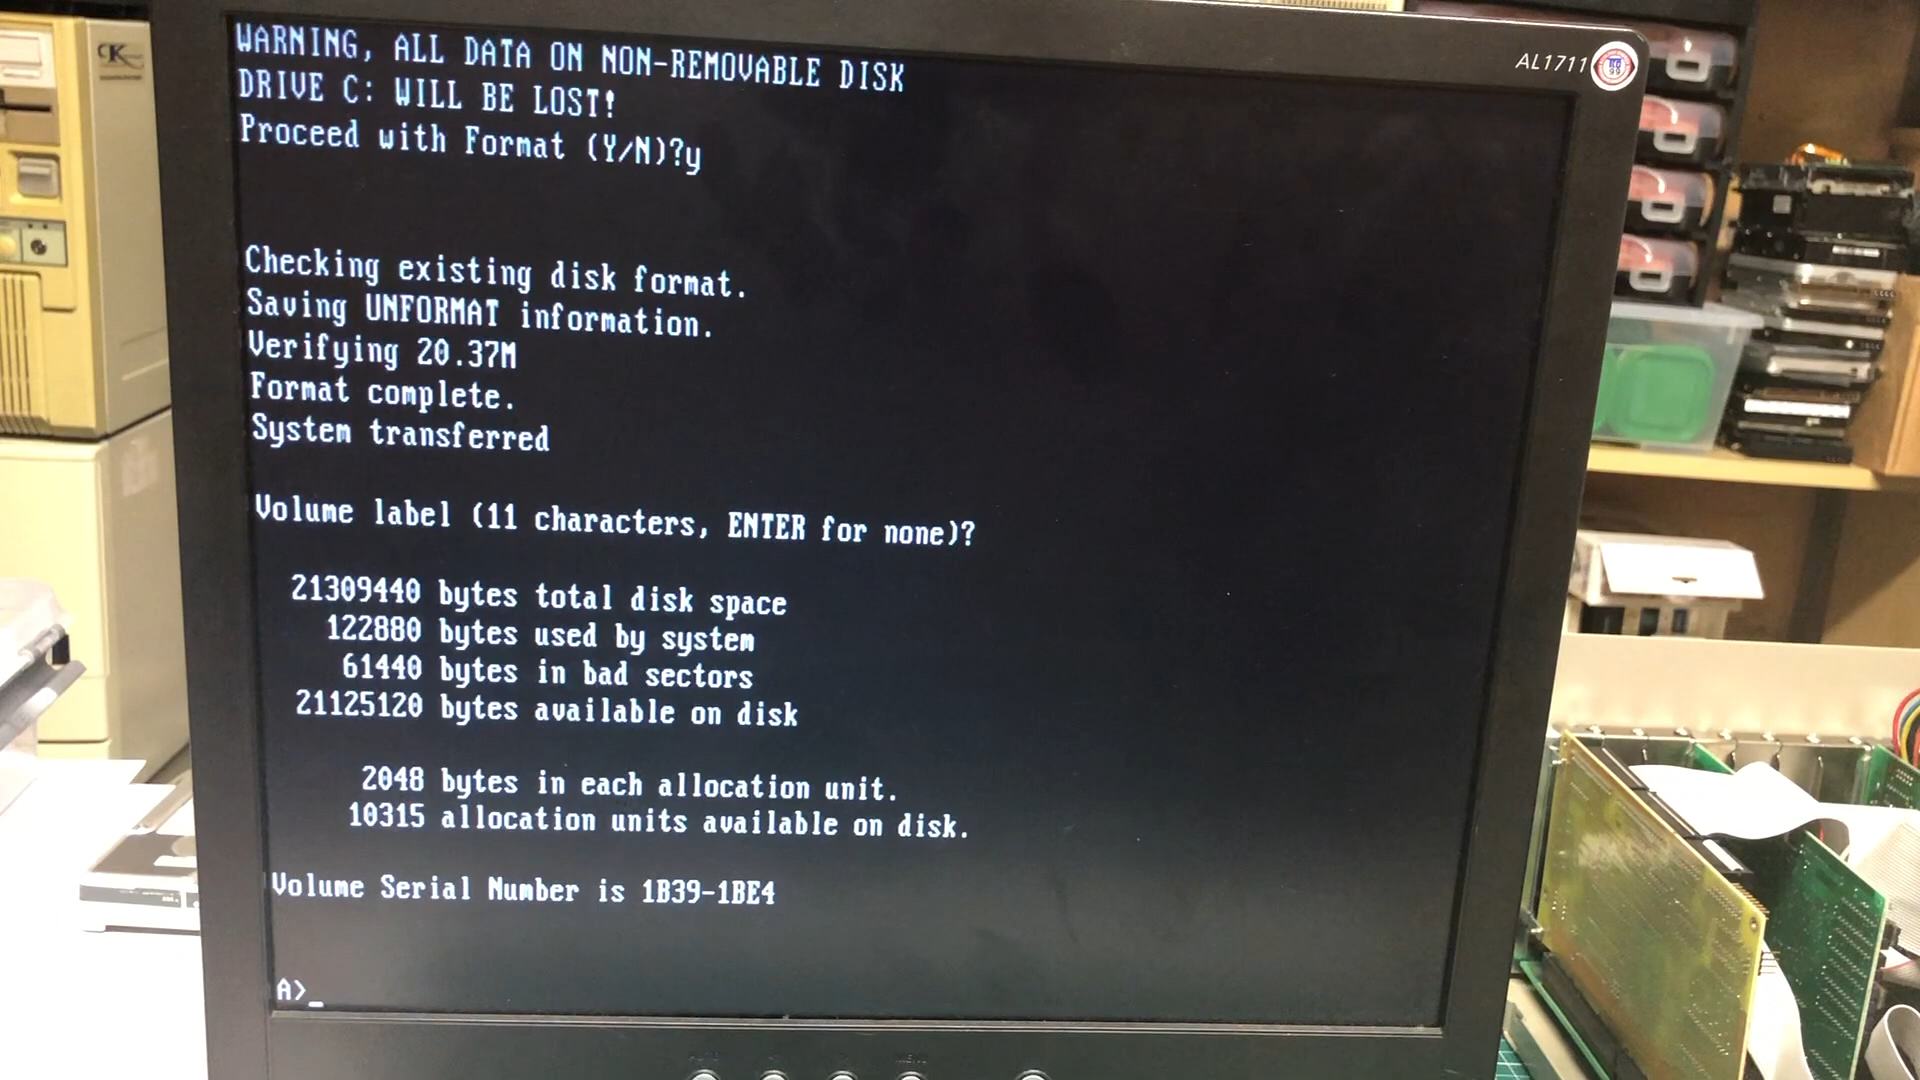 WARNING, ALL DATA ON NON-REMOVABLE DISK
DRIVE C: WILL BE LOST!
Proceed with Format (Y/N)?y
Checking existing disk format.
Saving UNFORMAT information.
Verifying 20.37M
Format complete.
System transferred
Volume label (11 characters, ENTER for none)?
21309440 bytes total disk space
122880 bytes used by system
61440 bytes in bad sectors
21125120 bytes available on disk
2048 bytes in each allocation unit.
10315 allocation units available on disk.
Volume Serial Number is 1B39-1BE4
A>_
AL1711